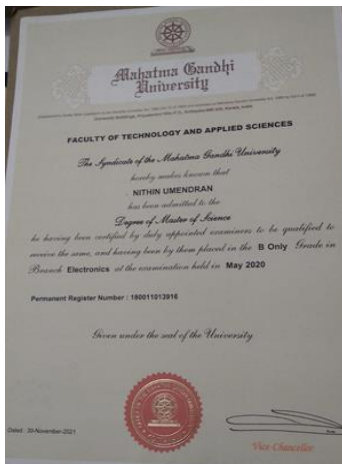 Mahatma Gandhi
University
FACULTY OF TECHNOLOGY AND APPLIED SCIENCES
The Syndicate of the Mahatma Gandhi University
hereby makes known that
NITHIN UMENDRAN
has been admitted to the
Degree of Master of Science
he having been certified by duly appointed examiners to be qualified to
receive the same, and having been by them placed in the B Only Grade in
Branch Electronics at the examination held in May 2020
Permanent Register Number : 180011013916
Given under the seal of the University
Dated: 30-November-2021
Vice-Chancellor